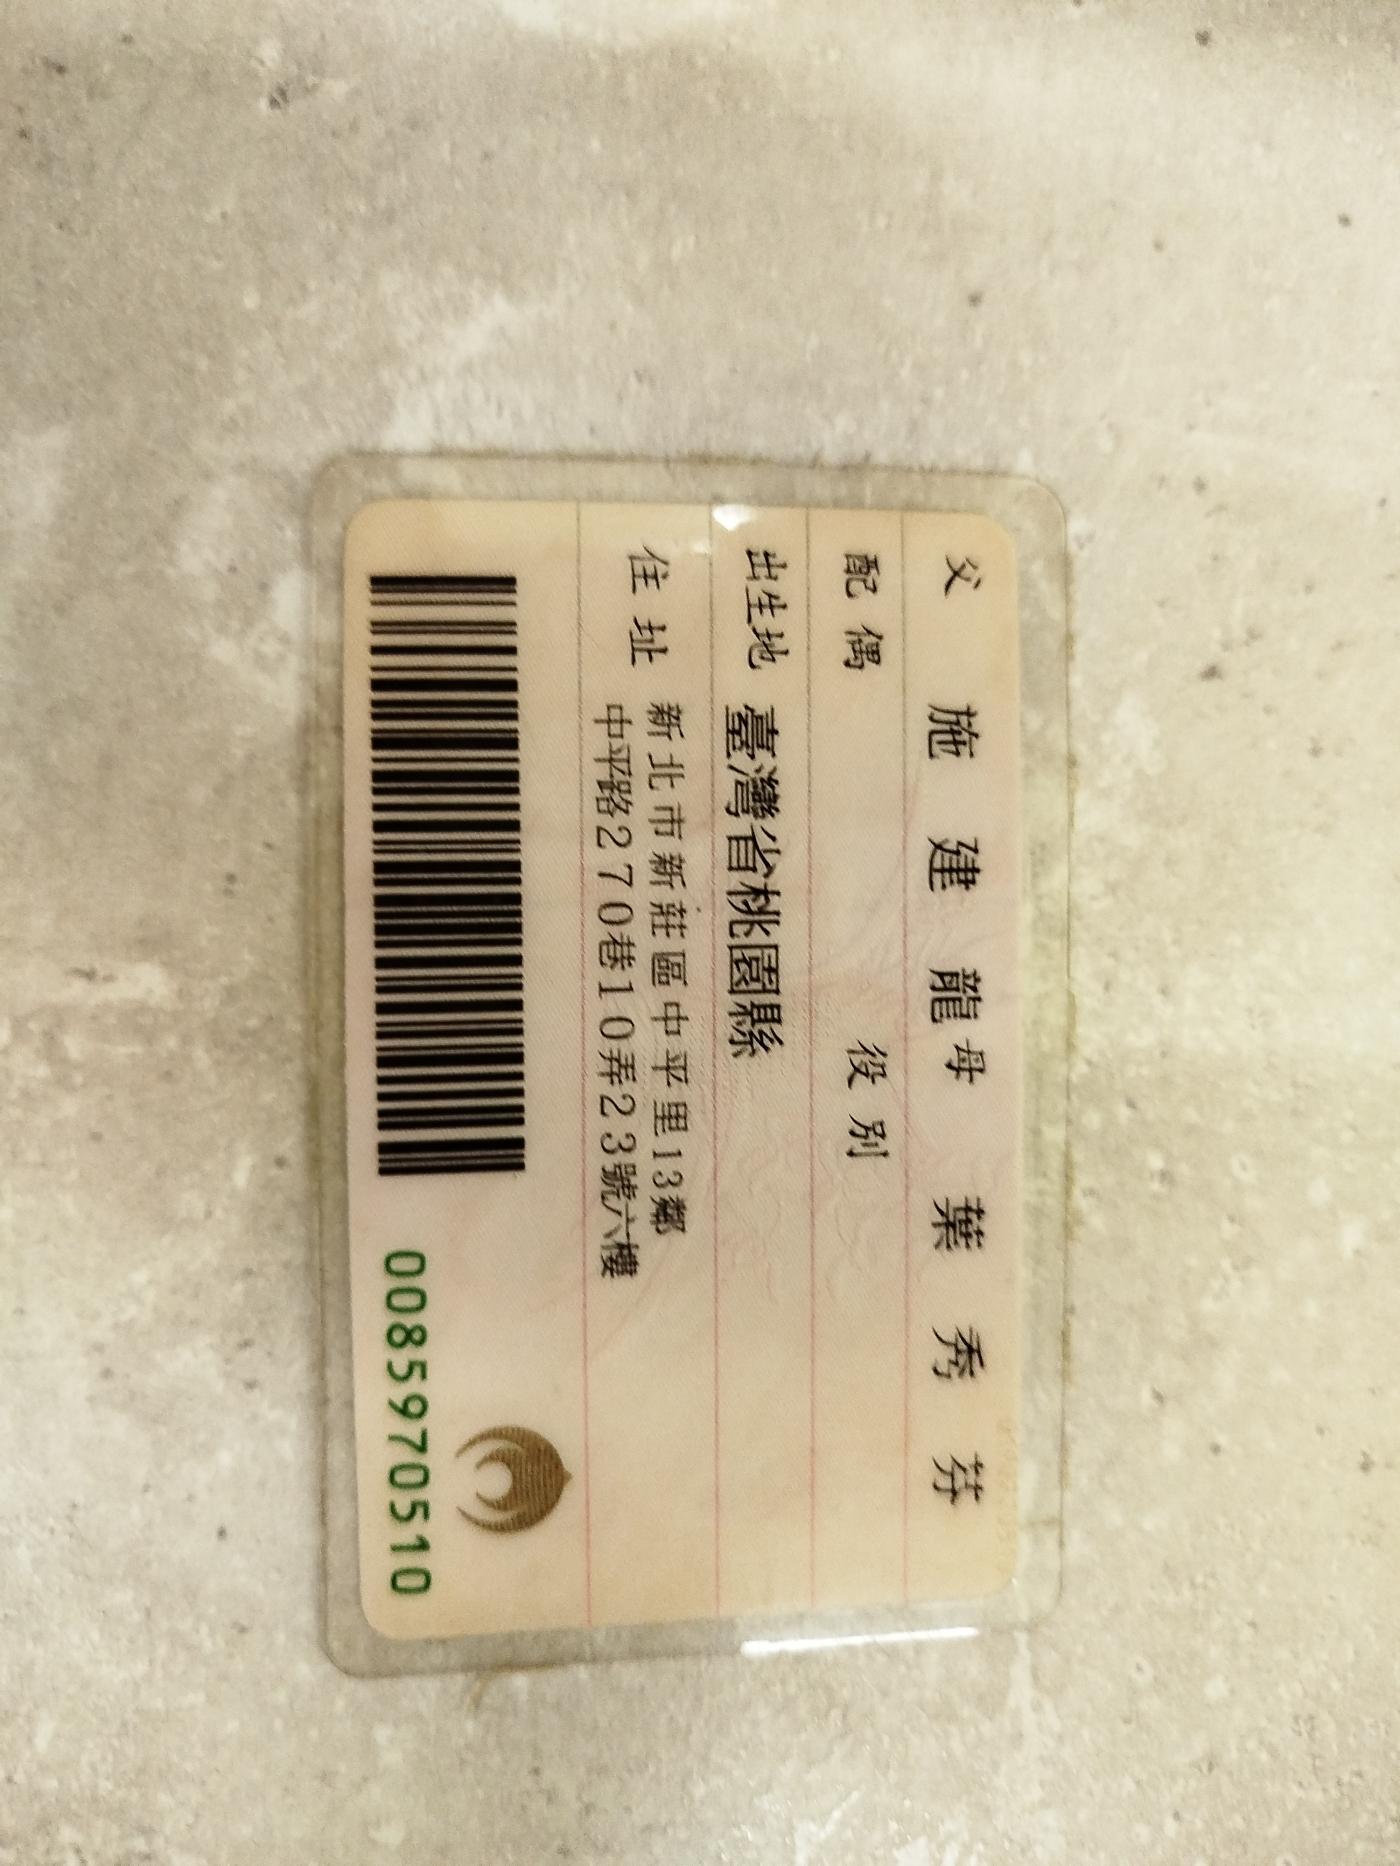 父 施建龍 母 葉秀芬
配偶 役別
出生地 臺灣省桃園縣
住址 新北市新莊區中平里13鄰
中平路270巷10弄23號六樓
0085970510